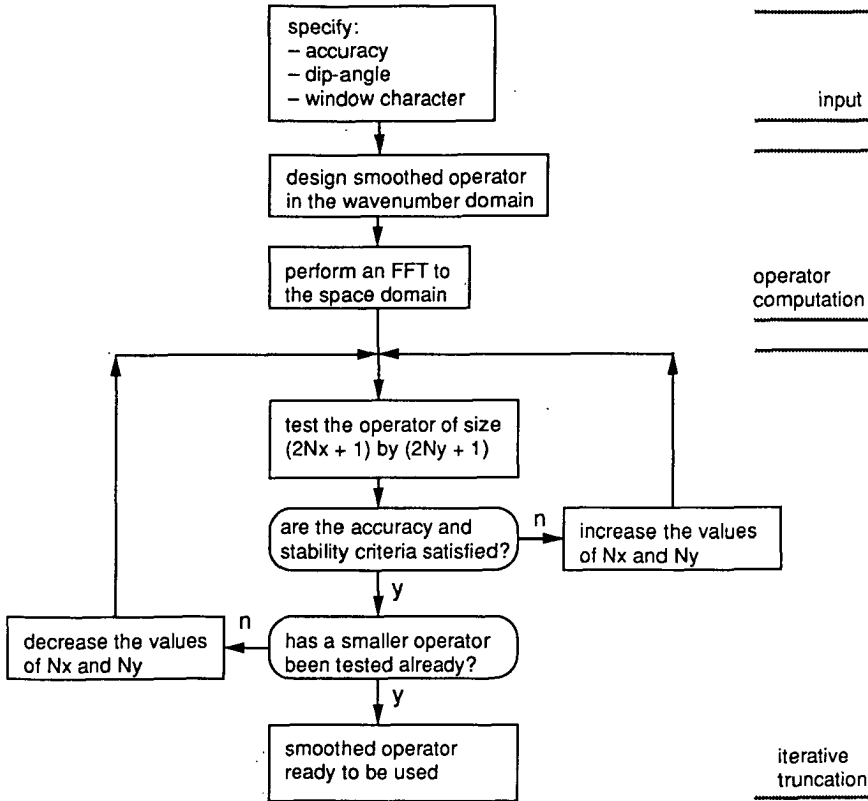 specify:
– accuracy
– dip-angle
– window character
input
design smoothed operator
in the wavenumber domain
perform an FFT to
the space domain
operator
computation
test the operator of size
(2Nx + 1) by (2Ny + 1)
are the accuracy and
stability criteria satisfied?
n
increase the values
of Nx and Ny
y
has a smaller operator
been tested already?
n
decrease the values
of Nx and Ny
y
smoothed operator
ready to be used
iterative
truncation